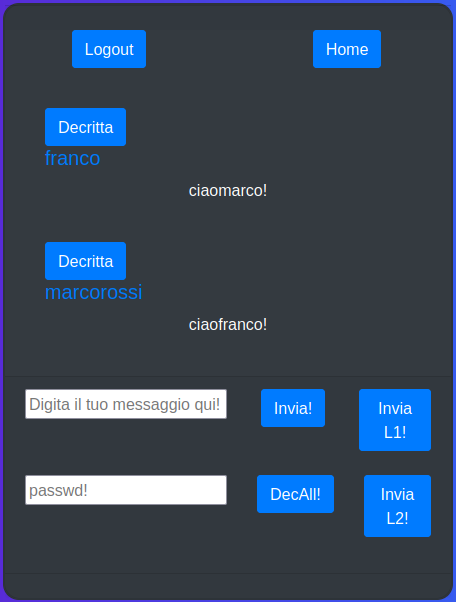 Logout
Home
Decritta
franco
ciaomarco!
Decritta
marcorossi
ciaofranco!
Digita il tuo messaggio qui!
Invia!
Invia
L1!
passwd!
DecAll!
Invia
L2!